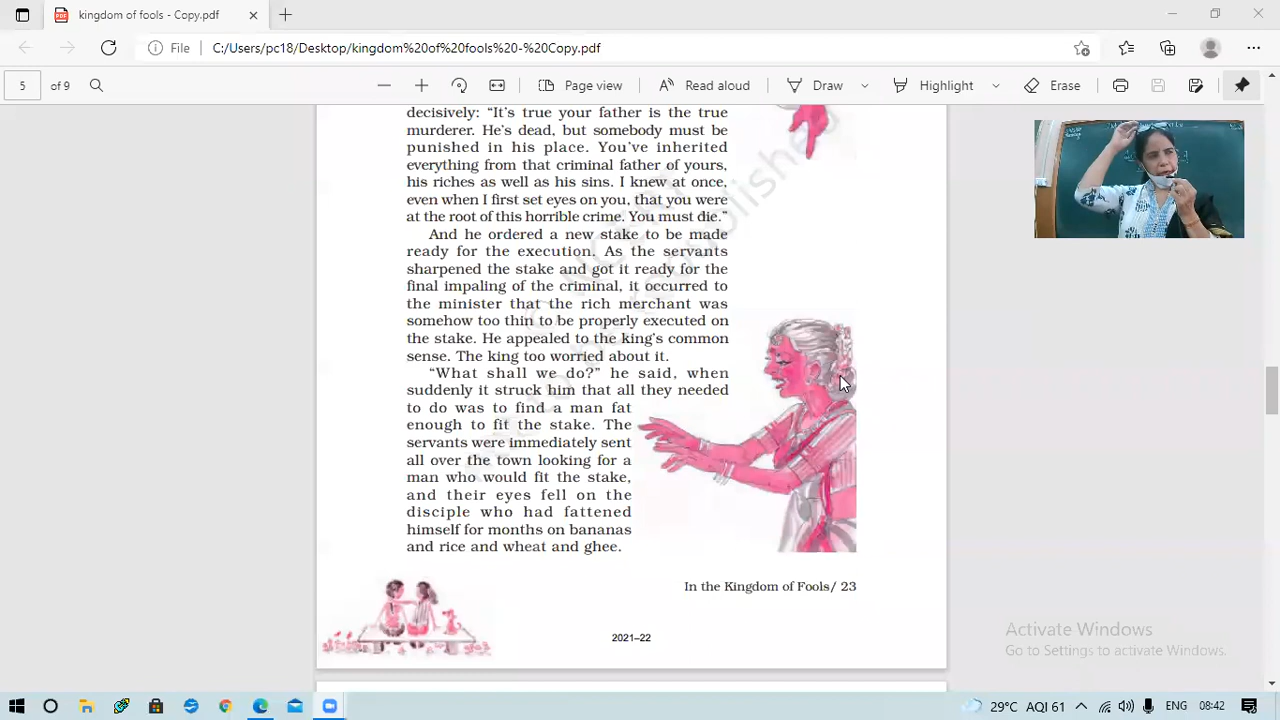 kingdom of fools - Copy.pdf
File
C:/Users/pc18/Desktop/kingdom%20of%20fools%20-%20Copy.pdf
5 of 9
Page view
Read aloud
Draw
Highlight
Erase
decisively: “It’s true your father is the true
murderer. He’s dead, but somebody must be
punished in his place. You’ve inherited
everything from that criminal father of yours,
his riches as well as his sins. I knew at once,
even when I first set eyes on you, that you were
at the root of this horrible crime. You must die.”
And he ordered a new stake to be made
ready for the execution. As the servants
sharpened the stake and got it ready for the
final impaling of the criminal, it occurred to
the minister that the rich merchant was
somehow too thin to be properly executed on
the stake. He appealed to the king’s common
sense. The king too worried about it.
“What shall we do?” he said, when
suddenly it struck him that all they needed
to do was to find a man fat
enough to fit the stake. The
servants were immediately sent
all over the town looking for a
man who would fit the stake,
and their eyes fell on the
disciple who had fattened
himself for months on bananas
and rice and wheat and ghee.
In the Kingdom of Fools/ 23
2021–22
Activate Windows
Go to Settings to activate Windows.
29°C AQI 61
ENG
08:42